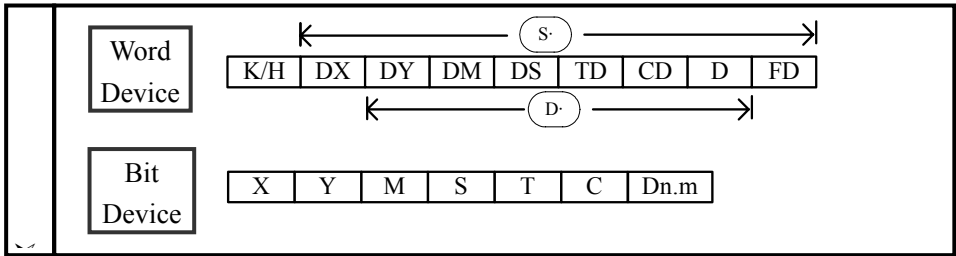 Word
Device
S·
K/H DX DY DM DS TD CD D FD
D·
Bit
Device
X Y M S T C Dn.m